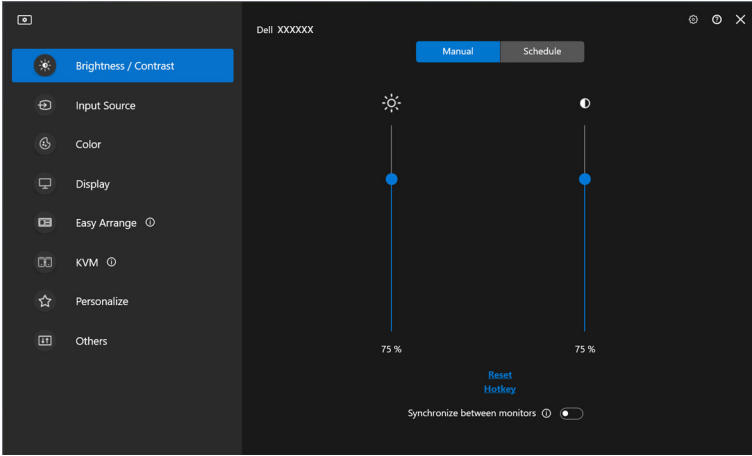 Dell XXXXXX
Manual
Schedule
Brightness / Contrast
Input Source
Color
Display
Easy Arrange
KVM
Personalize
Others
75 %
75 %
Reset
Hotkey
Synchronize between monitors